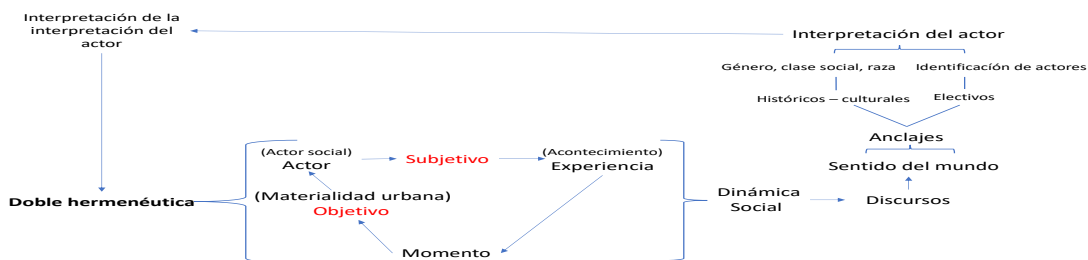 Interpretación de la
interpretación del
actor
Interpretación del actor
Género, clase social, raza
Identificación de actores
Históricos – culturales
Electivos
Anclajes
Sentido del mundo
(Actor social)
Actor
Subjetivo
(Acontecimiento)
Experiencia
(Materialidad urbana)
Objetivo
Momento
Doble hermenéutica
Dinámica
Social
Discursos